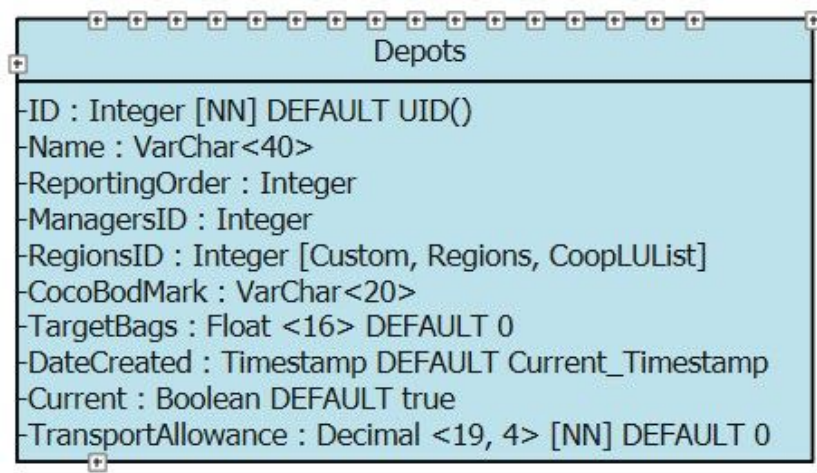 Depots
-ID : Integer [NN] DEFAULT UID()
-Name : VarChar<40>
-ReportingOrder : Integer
-ManagersID : Integer
-RegionsID : Integer [Custom, Regions, CoopLUList]
-CocoBodMark : VarChar<20>
-TargetBags : Float <16> DEFAULT 0
-DateCreated : Timestamp DEFAULT Current_Timestamp
-Current : Boolean DEFAULT true
-TransportAllowance : Decimal <19, 4> [NN] DEFAULT 0